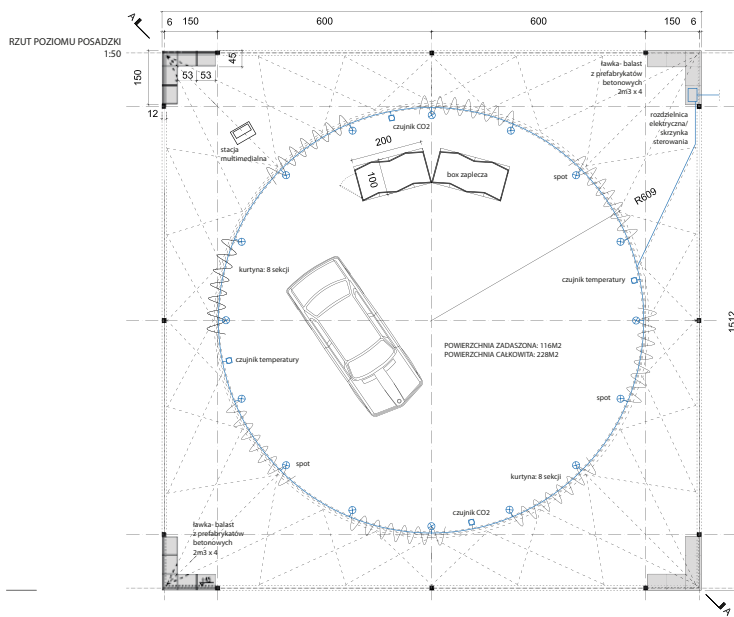 A
6 150 600 600 150 6
RZUT POZIOMU POSADZKI
1:50
150
45
53 53
12
ławka- balast
z prefabrykatów
betonowych
2m3 x 4
rozdzielnica
elektryczna/
skrzynka
sterowania
stacja
multimedialna
czujnik CO2
200
100
box zaplecza
spot
R609
kurtyna: 8 sekcji
czujnik temperatury
1512
POWIERZCHNIA ZADASZONA: 116M2
POWIERZCHNIA CAŁKOWITA: 228M2
czujnik temperatury
spot
spot
kurtyna: 8 sekcji
czujnik CO2
ławka- balast
z prefabrykatów
betonowych
2m3 x 4
A